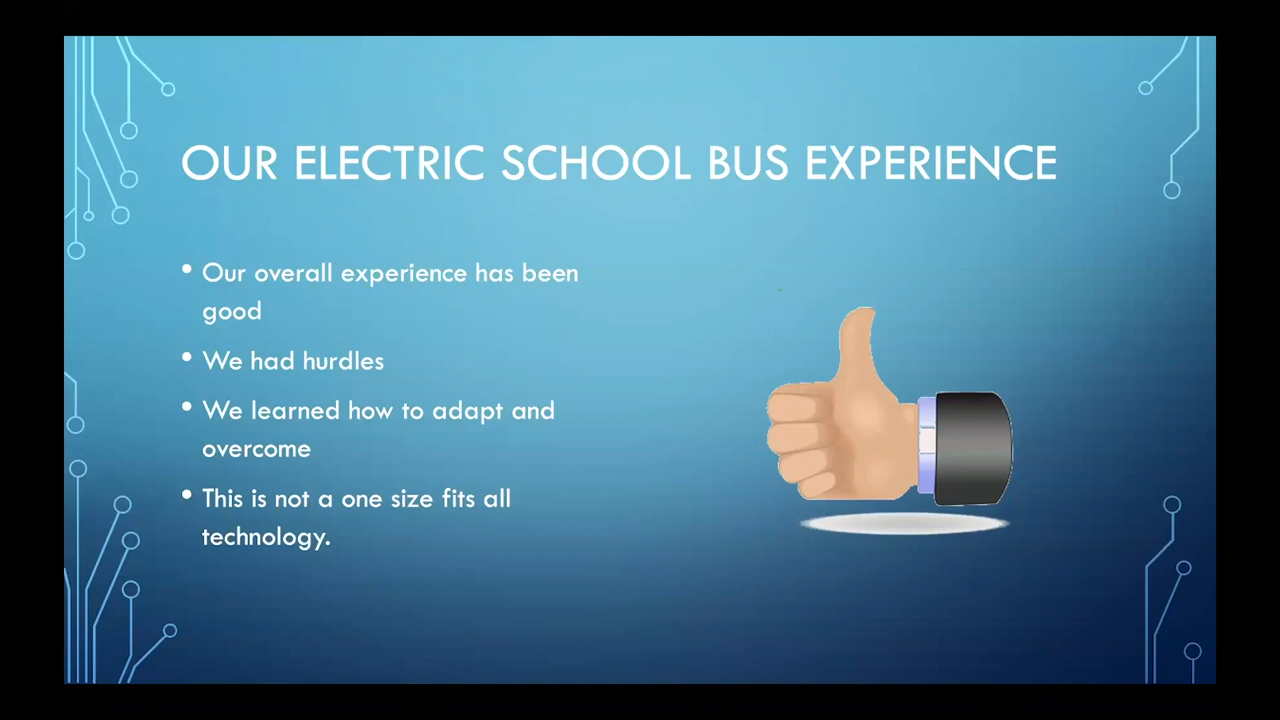 OUR ELECTRIC SCHOOL BUS EXPERIENCE
• Our overall experience has been
good
• We had hurdles
• We learned how to adapt and
overcome
• This is not a one size fits all
technology.